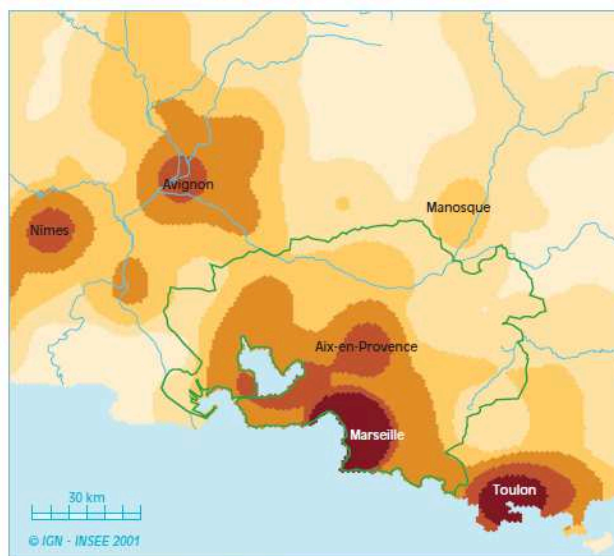 Avignon
Nîmes
Manosque
Aix-en-Provence
Marseille
Toulon
30 km
© IGN - INSEE 2001